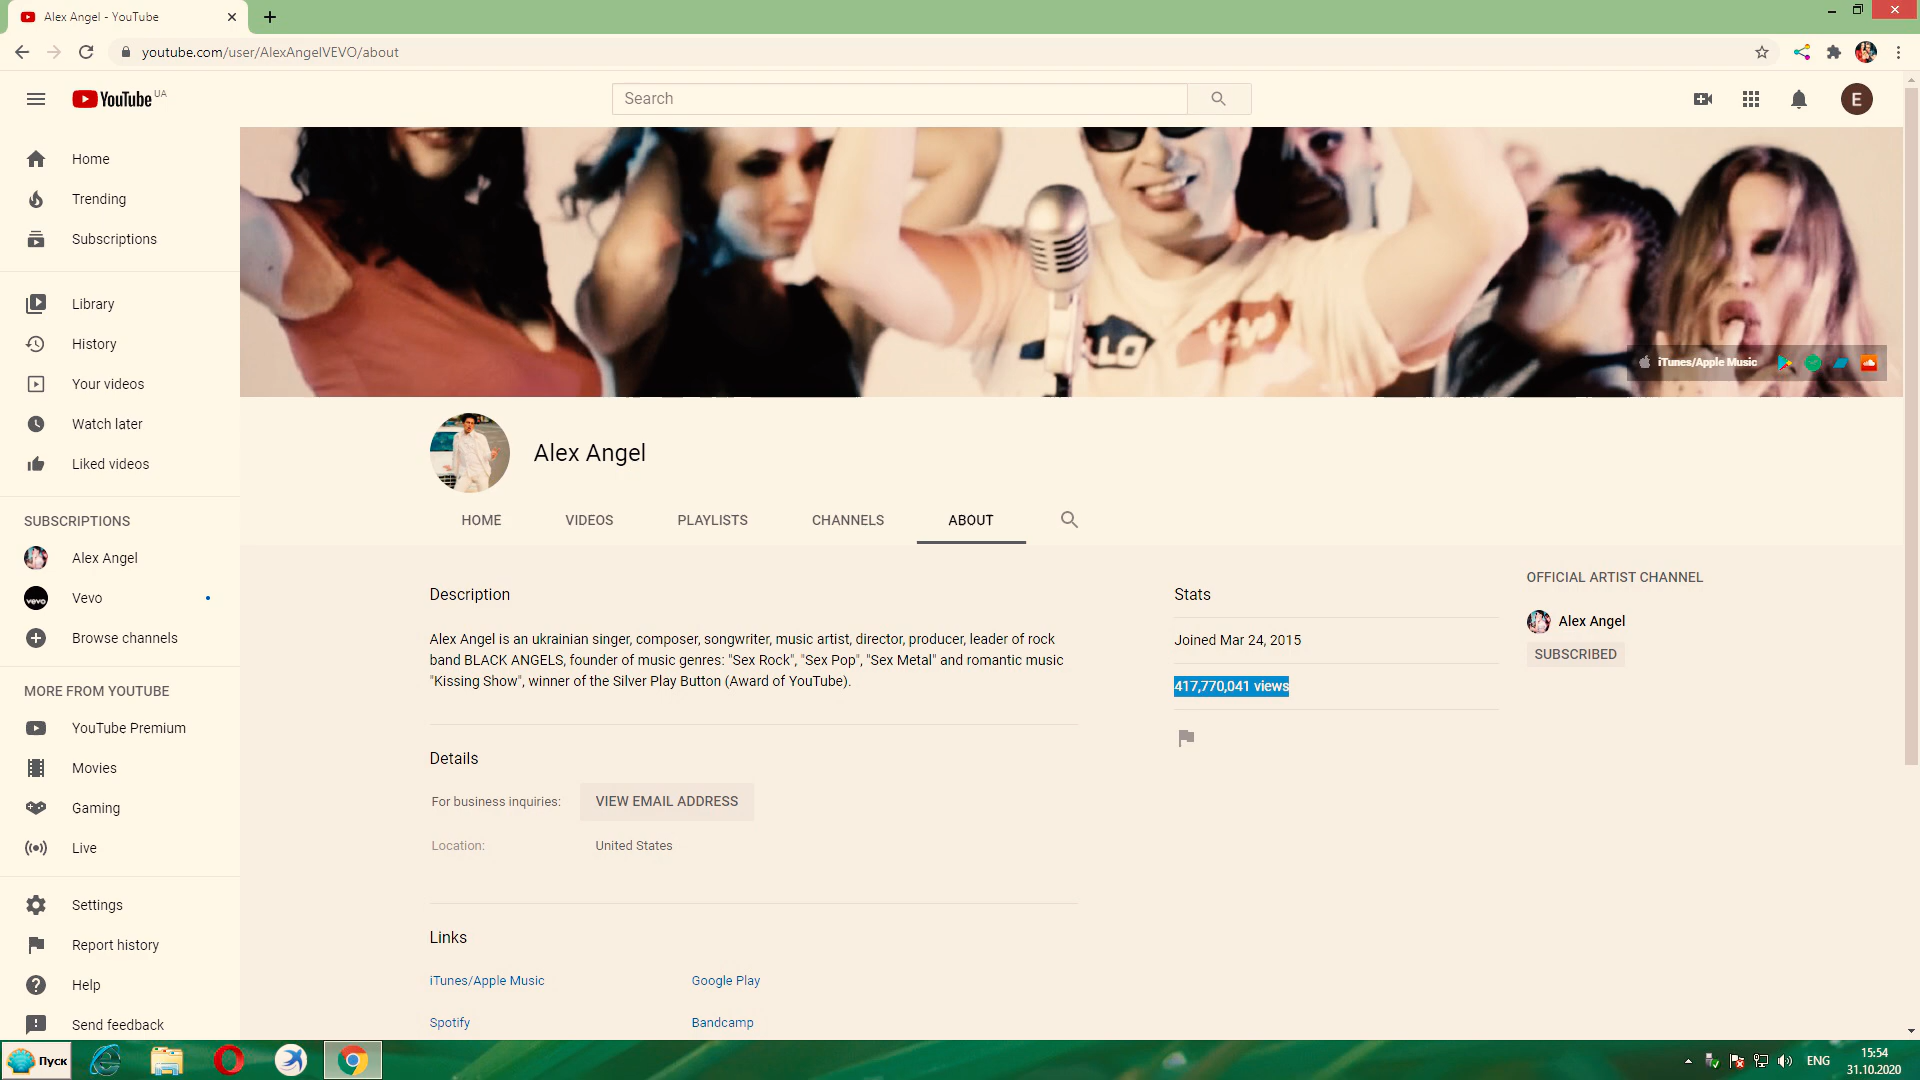 Alex Angel - YouTube
youtube.com/user/AlexAngelVEVO/about
YouTube UA
Search
E
Home
Trending
Subscriptions
Library
History
Your videos
Watch later
Liked videos
SUBSCRIPTIONS
Alex Angel
Vevo
Browse channels
MORE FROM YOUTUBE
YouTube Premium
Movies
Gaming
Live
Settings
Report history
Help
Send feedback
iTunes/Apple Music
Alex Angel
HOME VIDEOS PLAYLISTS CHANNELS ABOUT
Description
Alex Angel is an ukrainian singer, composer, songwriter, music artist, director, producer, leader of rock
band BLACK ANGELS, founder of music genres: "Sex Rock", "Sex Pop", "Sex Metal" and romantic music
"Kissing Show", winner of the Silver Play Button (Award of YouTube).
Details
For business inquiries: VIEW EMAIL ADDRESS
Location: United States
Links
iTunes/Apple Music Google Play
Spotify Bandcamp
Stats
Joined Mar 24, 2015
417,770,041 views
OFFICIAL ARTIST CHANNEL
Alex Angel
SUBSCRIBED
Пуск
ENG
15:54
31.10.2020